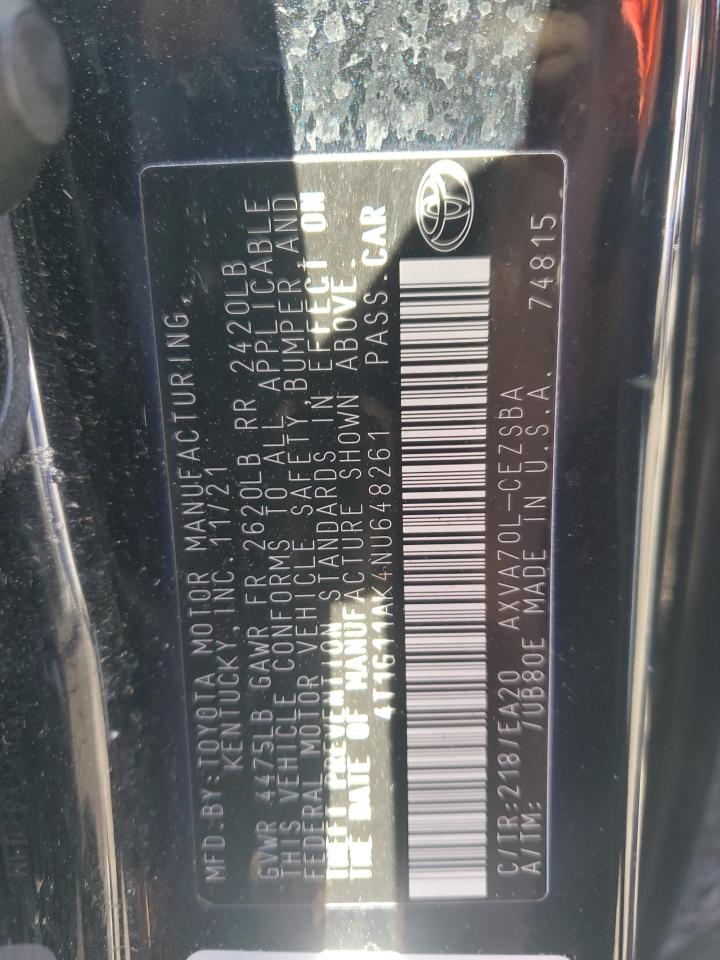 MFD.BY:TOYOTA MOTOR MANUFACTURING,
KENTUCKY, INC. 11/21
GVWR 4475LB GAWR FR 2620LB RR 2420LB
THIS VEHICLE CONFORMS TO ALL APPLICABLE
FEDERAL MOTOR VEHICLE SAFETY, BUMPER AND
THEFT PREVENTION STANDARDS IN EFFECT ON
THE DATE OF MANUFACTURE SHOWN ABOVE.
4T1G11AK4NU648261 PASS. CAR
C/TR:218/EA20 AXVA70L-CEZSBA
A/TM: /UB80E MADE IN U.S.A. 74815